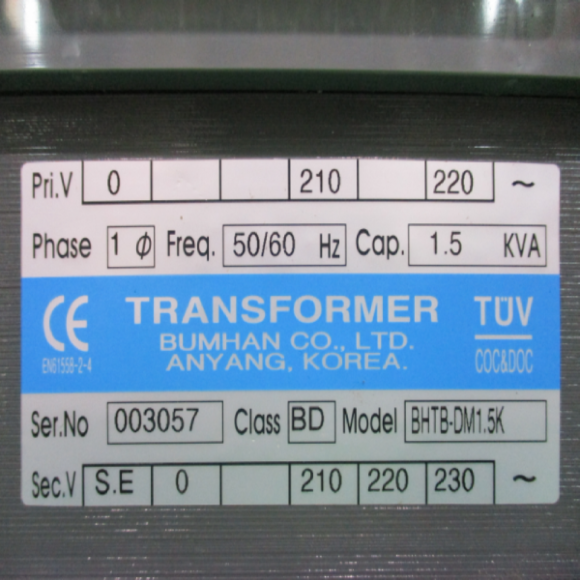 Pri.V 0 210 220 ~
Phase 1 Ø Freq. 50/60 Hz Cap. 1.5 KVA
CE TRANSFORMER TÜV
BUMHAN CO., LTD.
EN61558-2-4 ANYANG, KOREA. COC&DOC
Ser.No 003057 Class BD Model BHTB-DM1.5K
Sec.V S.E 0 210 220 230 ~